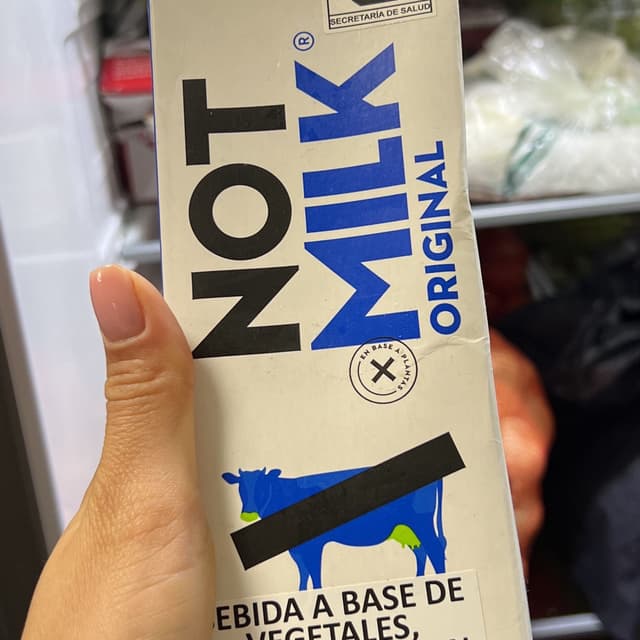 SECRETARÍA DE SALUD
NOT
MILK®
ORIGINAL
EN BASE A PLANTAS
EBIDA A BASE DE
VEGETALES,